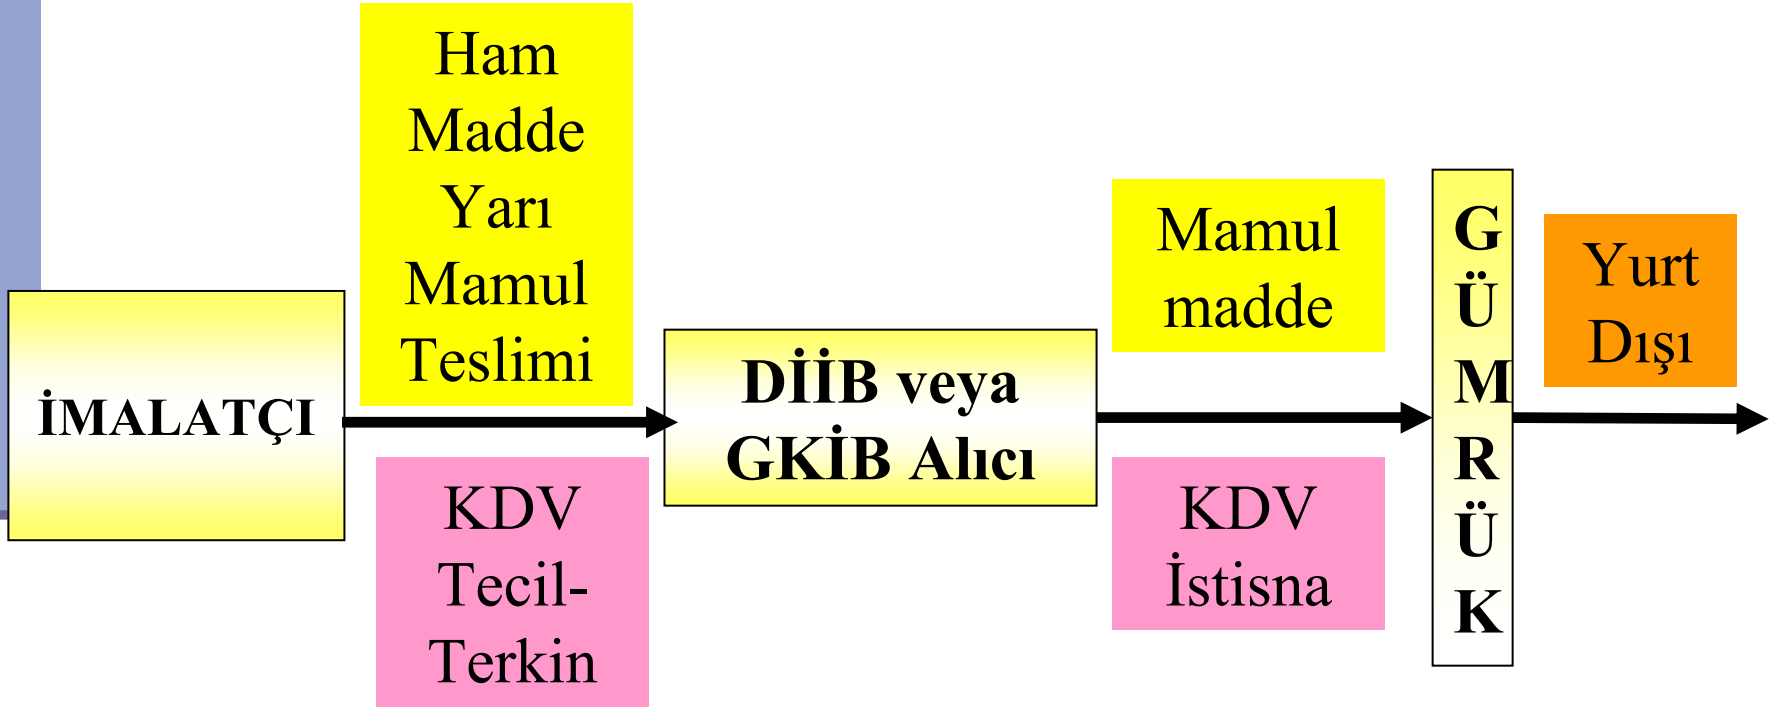 İMALATÇI
Ham
Madde
Yarı
Mamul
Teslimi
KDV
Tecil-
Terkin
DİİB veya
GKİB Alıcı
Mamul
madde
KDV
İstisna
G
Ü
M
R
Ü
K
Yurt
Dışı